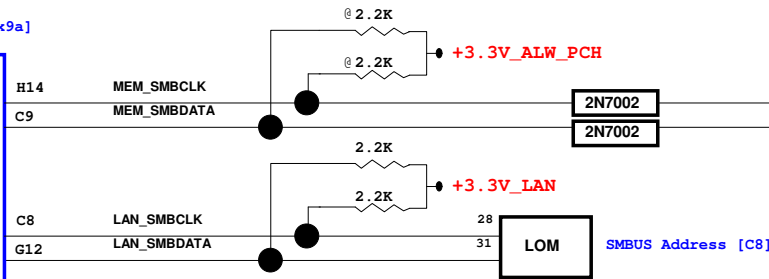 k9a]
@ 2.2K
+3.3V_ALW_PCH
@ 2.2K
H14 MEM_SMBCLK
2N7002
C9 MEM_SMBDATA
2N7002
2.2K
+3.3V_LAN
2.2K
C8 LAN_SMBCLK 28
G12 LAN_SMBDATA 31 LOM SMBUS Address [C8]